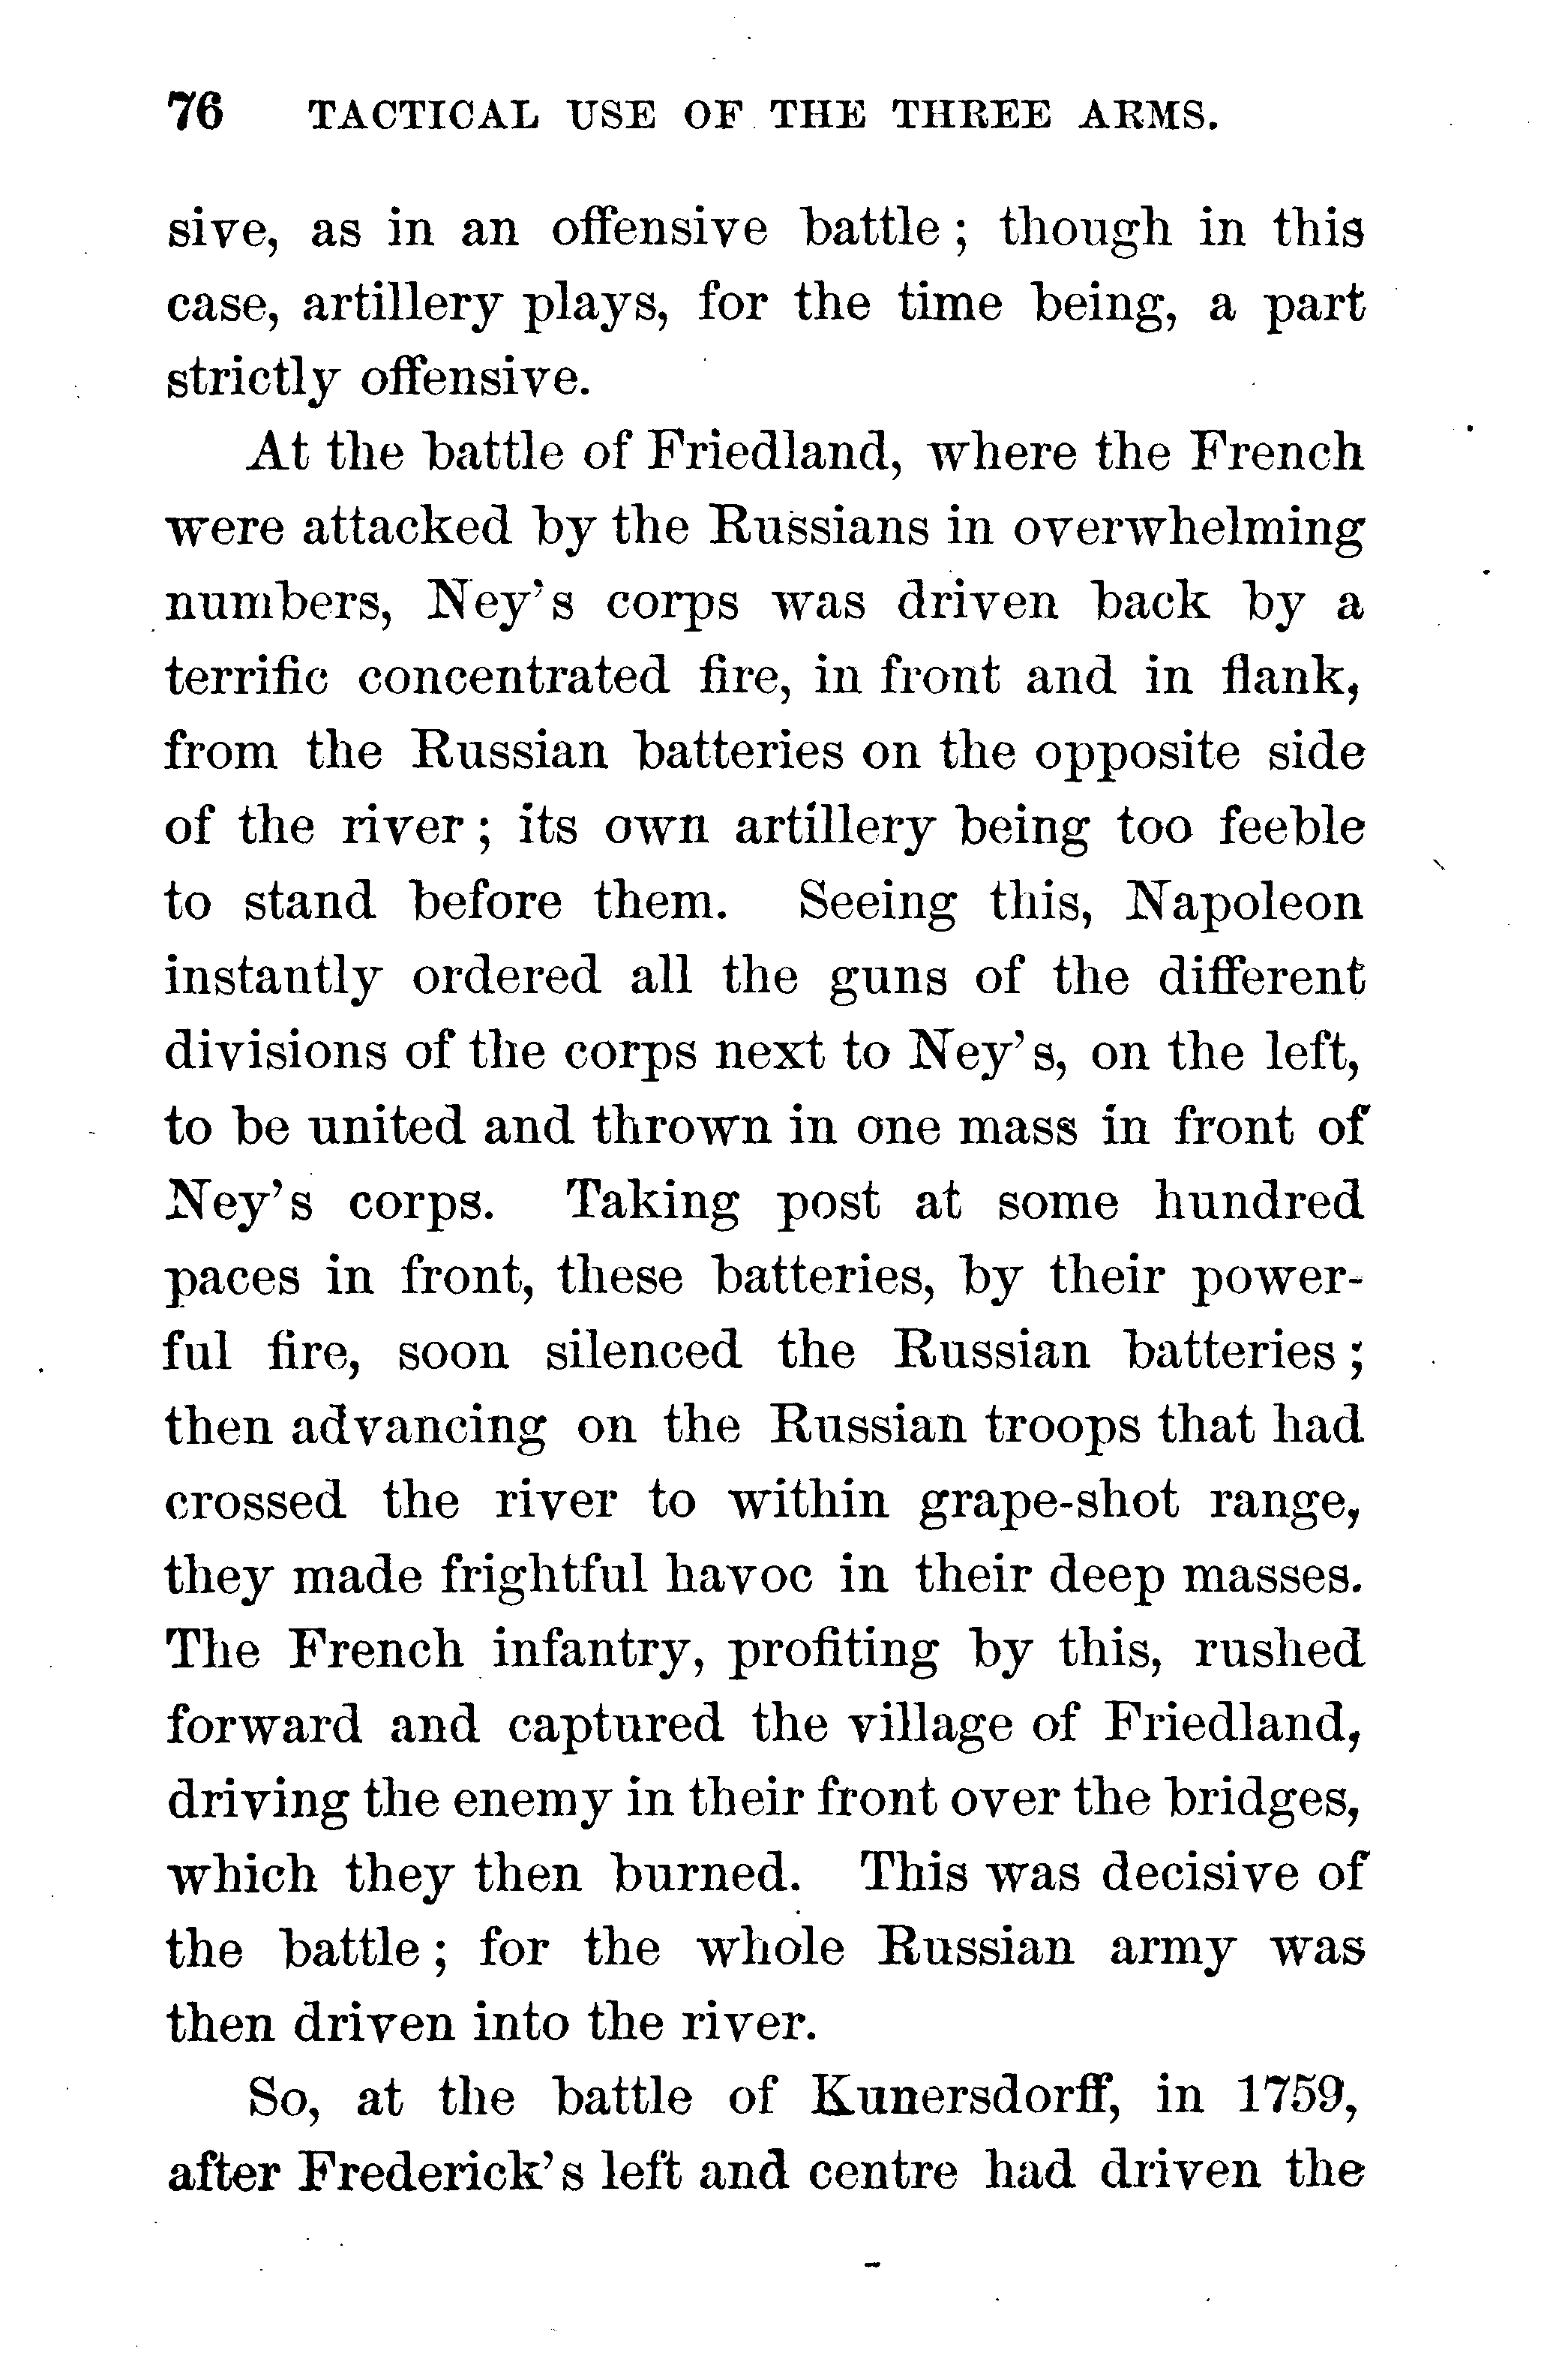 76 TACTICAL USE OF THE THREE ARMS.
sive, as in an offensive battle; though in this
case, artillery plays, for the time being, a part
strictly offensive.
At the battle of Friedland, where the French
were attacked by the Russians in overwhelming
numbers, Ney's corps was driven back by a
terrific concentrated fire, in front and in flank,
from the Russian batteries on the opposite side
of the river; its own artillery being too feeble
to stand before them. Seeing this, Napoleon
instantly ordered all the guns of the different
divisions of the corps next to Ney's, on the left,
to be united and thrown in one mass in front of
Ney's corps. Taking post at some hundred
paces in front, these batteries, by their power-
ful fire, soon silenced the Russian batteries;
then advancing on the Russian troops that had
crossed the river to within grape-shot range,
they made frightful havoc in their deep masses.
The French infantry, profiting by this, rushed
forward and captured the village of Friedland,
driving the enemy in their front over the bridges,
which they then burned. This was decisive of
the battle; for the whole Russian army was
then driven into the river.
So, at the battle of Kunersdorff, in 1759,
after Frederick's left and centre had driven the